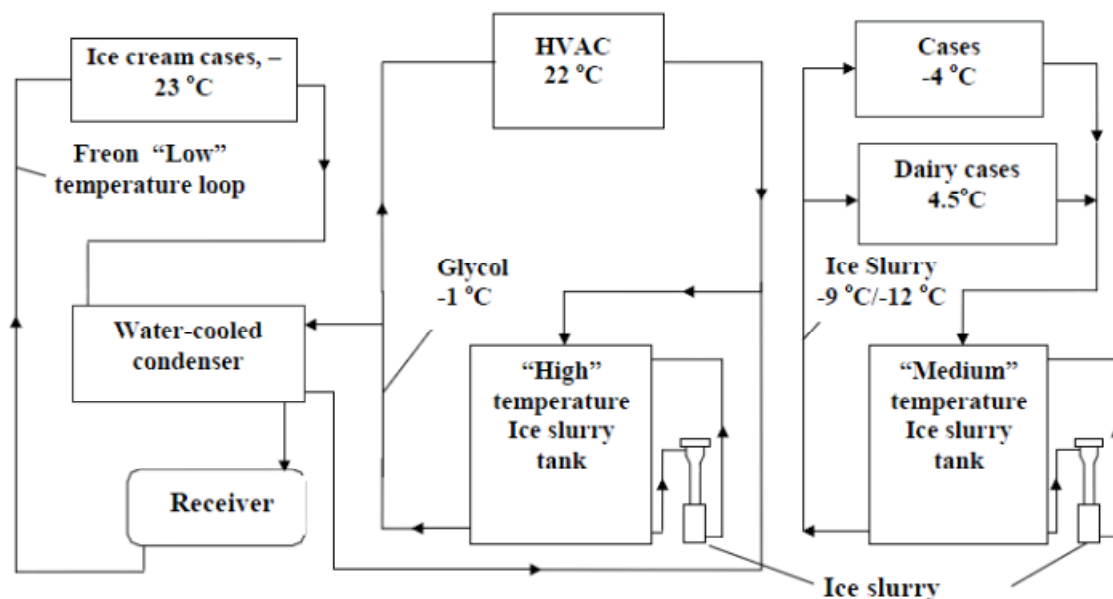 Ice cream cases, –
23 °C
Freon “Low”
temperature loop
Water-cooled
condenser
Receiver
HVAC
22 °C
Glycol
-1 °C
“High”
temperature
Ice slurry
tank
Cases
-4 °C
Dairy cases
4.5°C
Ice Slurry
-9 °C/-12 °C
“Medium”
temperature
Ice slurry
tank
Ice slurry